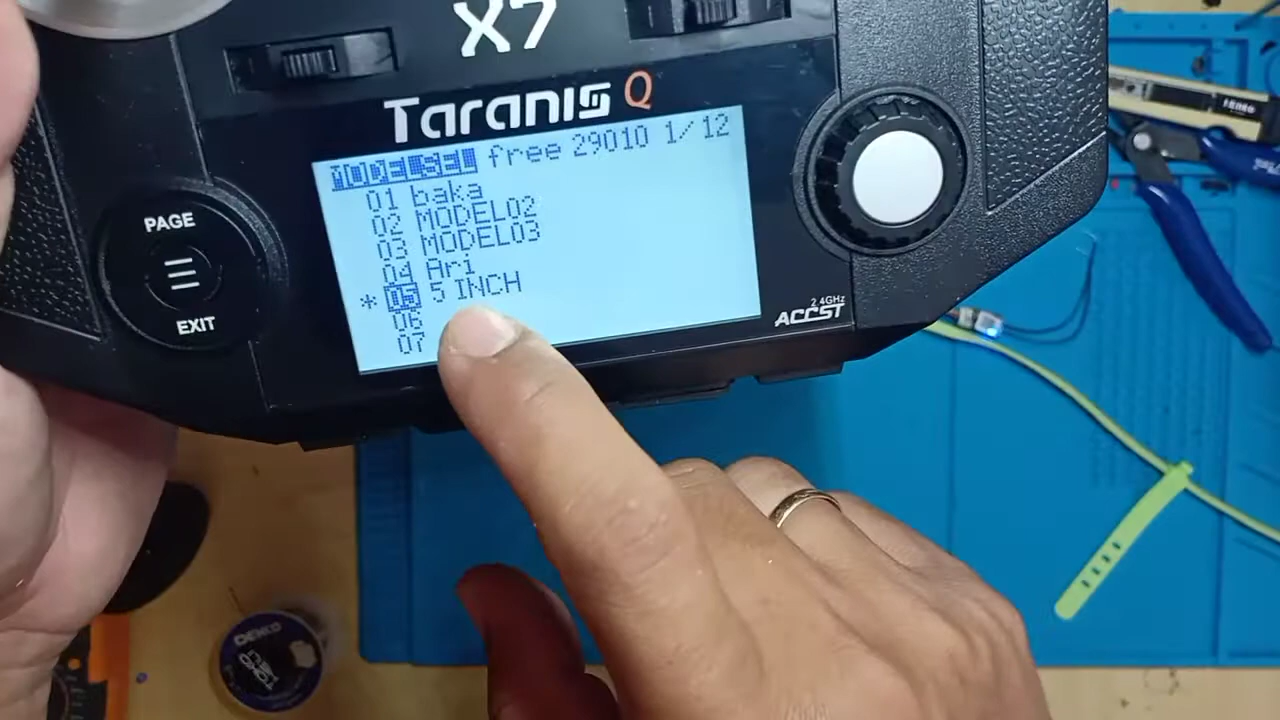 X7
Taranis Q
MODELSEL free 29010 1/12
01 baka
02 MODEL02
03 MODEL03
04 Ari
* 05 5 INCH
06
07
PAGE
EXIT
2.4GHz
ACCST